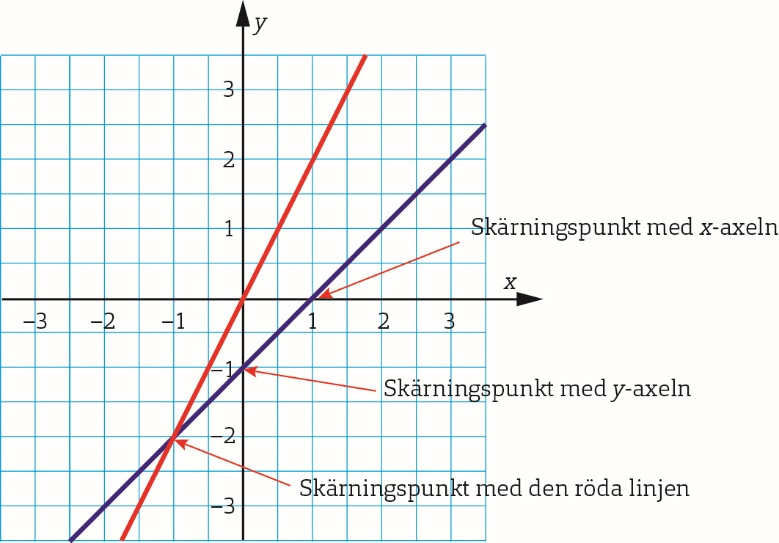 y
3
2
1
Skärningspunkt med x-axeln
x
−3 −2 −1 1 2 3
−1
Skärningspunkt med y-axeln
−2
Skärningspunkt med den röda linjen
−3